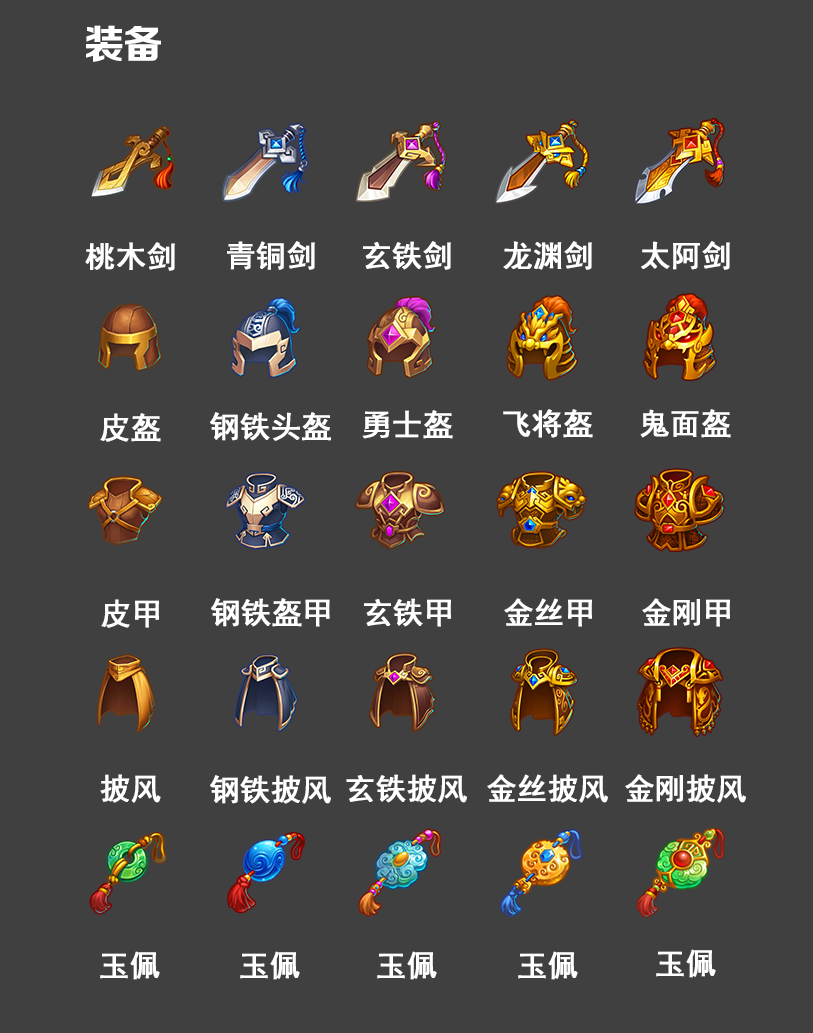 装备
桃木剑 青铜剑 玄铁剑 龙渊剑 太阿剑
皮盔 钢铁头盔 勇士盔 飞将盔 鬼面盔
皮甲 钢铁盔甲 玄铁甲 金丝甲 金刚甲
披风 钢铁披风 玄铁披风 金丝披风 金刚披风
玉佩 玉佩 玉佩 玉佩 玉佩